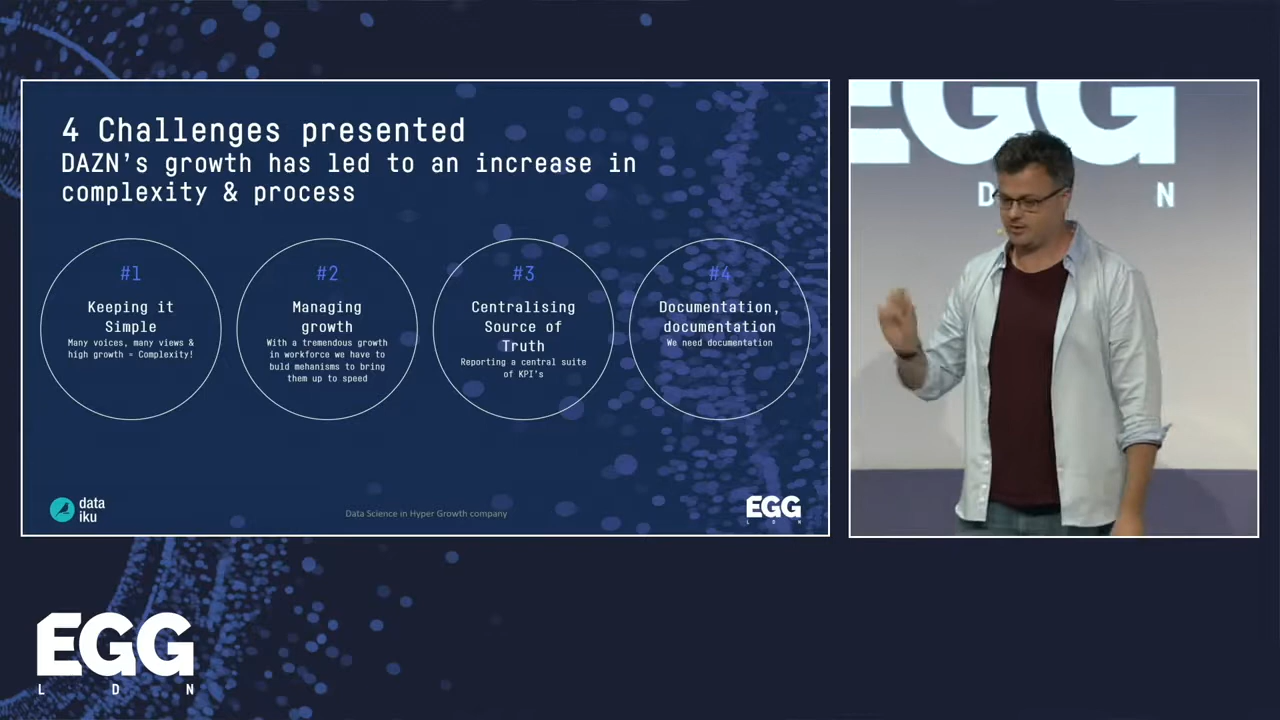 4 Challenges presented
DAZN's growth has led to an increase in
complexity & process
#1
Keeping it
Simple
Many voices, many views &
high growth = Complexity!
#2
Managing
growth
With a tremendous growth
in workforce we have to
buld mehanisms to bring
them up to speed
#3
Centralising
Source of
Truth
Reporting a central suite
of KPI's
#4
Documentation,
documentation
We need documentation
data
iku
Data Science in Hyper Growth company
EGG
L D N
EGG
D N
EGG
L D N